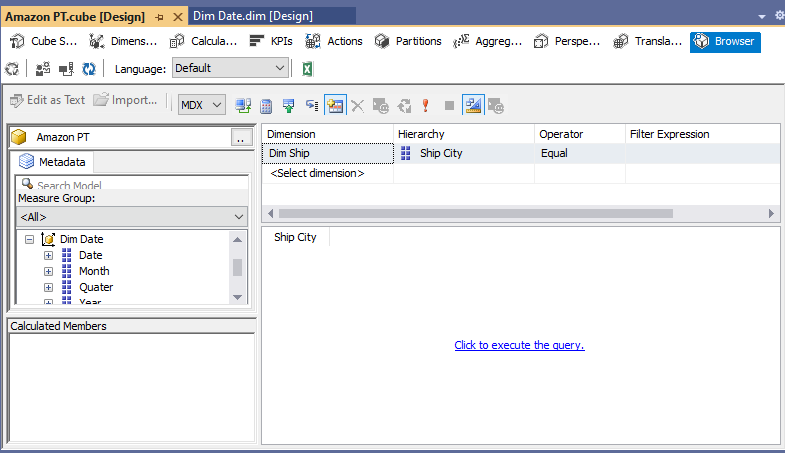 Amazon PT.cube [Design]
Dim Date.dim [Design]
Cube S... Dimens... Calcula... KPIs Actions Partitions Aggreg... Perspe... Transla... Browser
Language: Default
Edit as Text Import... MDX
Amazon PT ..
Metadata
Search Model
Measure Group:
<All>
Dim Date
Date
Month
Quater
Year
Calculated Members
Dimension Hierarchy Operator Filter Expression
Dim Ship Ship City Equal
<Select dimension>
Ship City
Click to execute the query.